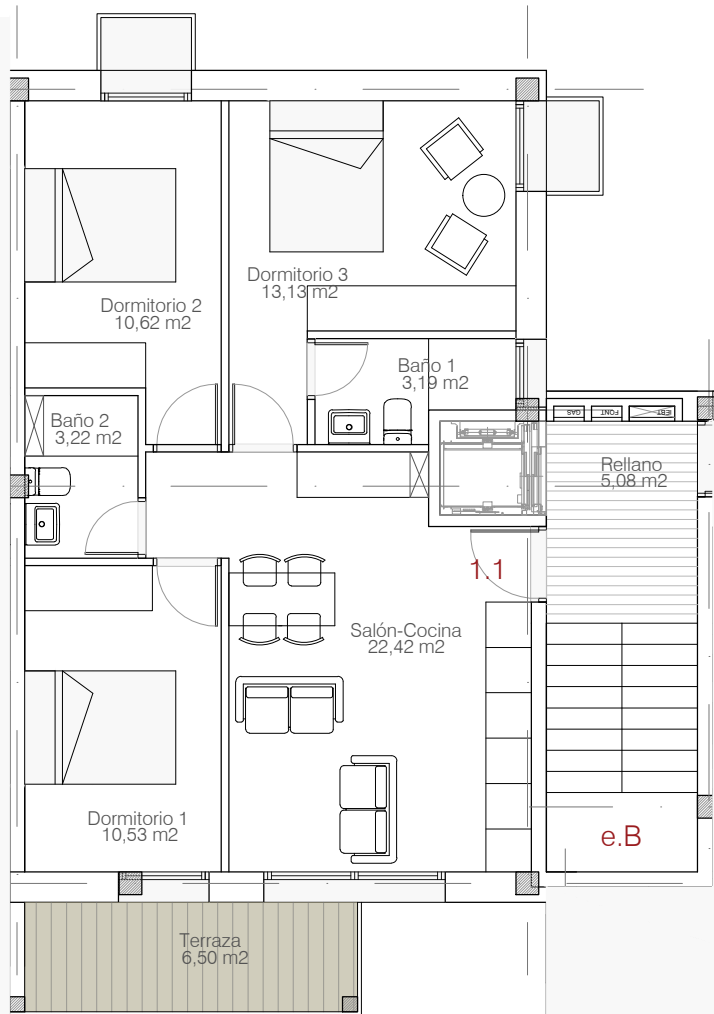 Dormitorio 3
13,13 m2
Dormitorio 2
10,62 m2
Baño 1
3,19 m2
Baño 2
3,22 m2
GAS
FONT
IEBT
Rellano
5,08 m2
1.1
Salón-Cocina
22,42 m2
Dormitorio 1
10,53 m2
e.B
Terraza
6,50 m2